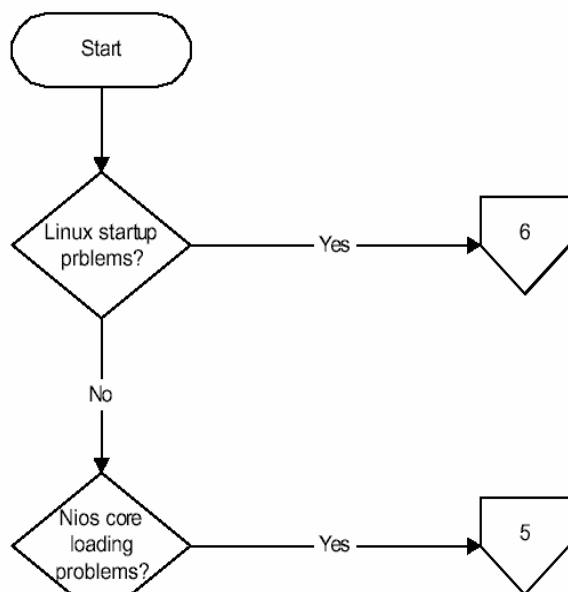 Start
Linux startup
prblems?
Yes
6
No
Nios core
loading
problems?
Yes
5